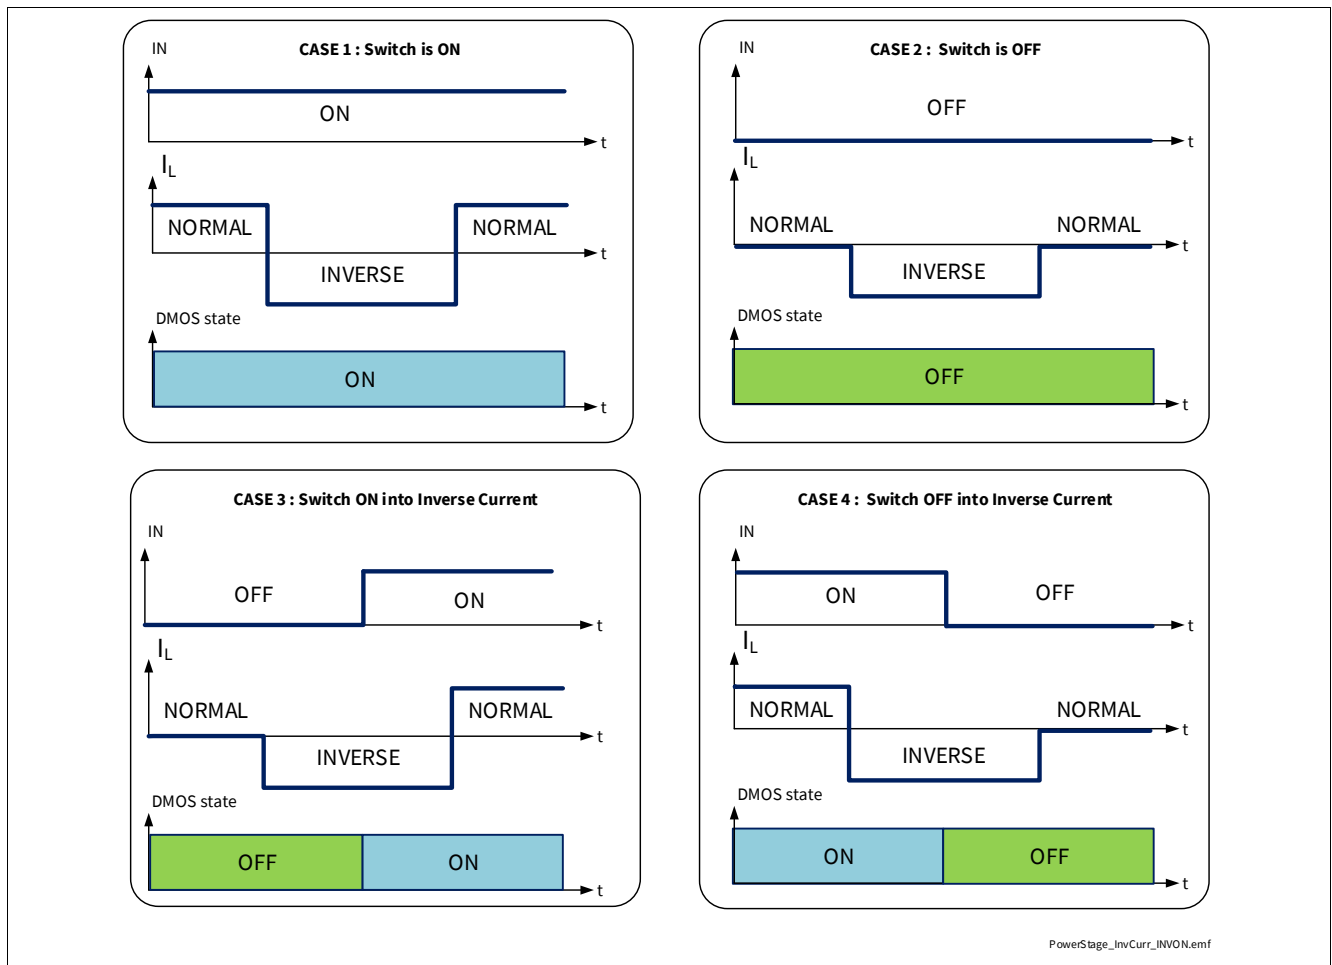 CASE 1 : Switch is ON
IN
ON
t
IL
NORMAL
NORMAL
t
INVERSE
DMOS state
ON
t
CASE 2 : Switch is OFF
IN
OFF
t
IL
NORMAL
NORMAL
t
INVERSE
DMOS state
OFF
t
CASE 3 : Switch ON into Inverse Current
IN
OFF
ON
t
IL
NORMAL
NORMAL
t
INVERSE
DMOS state
OFF
ON
t
CASE 4 : Switch OFF into Inverse Current
IN
ON
OFF
t
IL
NORMAL
NORMAL
t
INVERSE
DMOS state
ON
OFF
t
PowerStage_InvCurr_INVON.emf